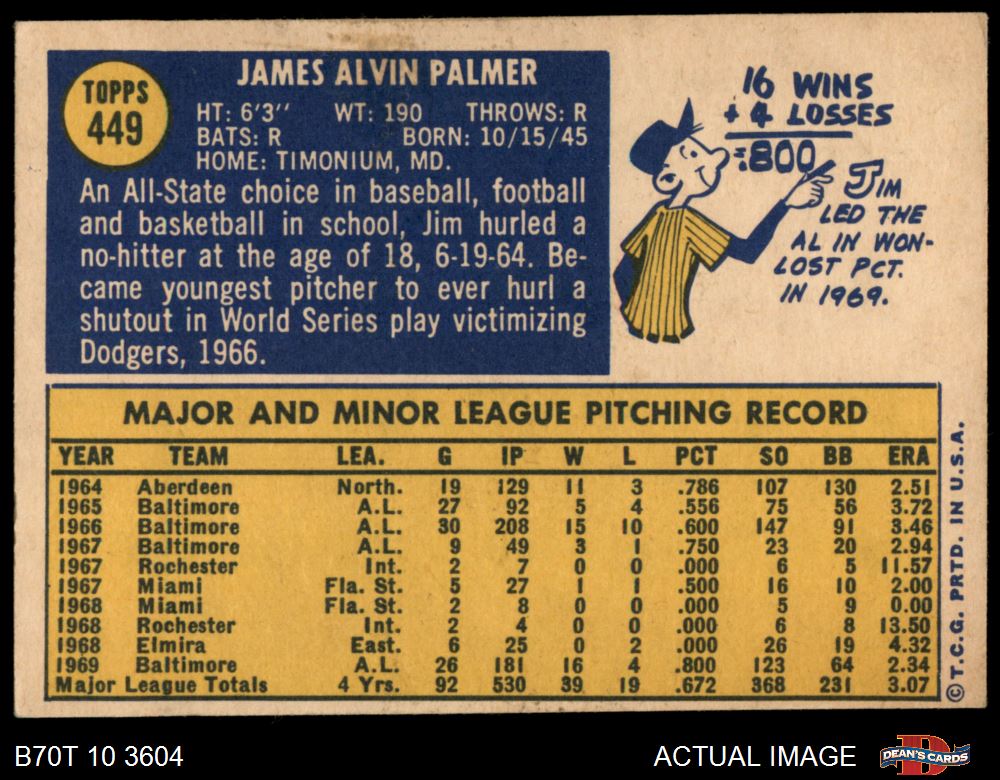 TOPPS
449
JAMES ALVIN PALMER
HT: 6'3" WT: 190 THROWS: R
BATS: R BORN: 10/15/45
HOME: TIMONIUM, MD.
An All-State choice in baseball, football
and basketball in school, Jim hurled a
no-hitter at the age of 18, 6-19-64. Be-
came youngest pitcher to ever hurl a
shutout in World Series play victimizing
Dodgers, 1966.
16 WINS
+ 4 LOSSES
=.800
JIM
LED THE
AL IN WON-
LOST PCT.
IN 1969.
MAJOR AND MINOR LEAGUE PITCHING RECORD
YEAR TEAM LEA. G IP W L PCT SO BB ERA
1964 Aberdeen North. 19 129 11 3 .786 107 130 2.51
1965 Baltimore A.L. 27 92 5 4 .556 75 56 3.72
1966 Baltimore A.L. 30 208 15 10 .600 147 91 3.46
1967 Baltimore A.L. 9 49 3 1 .750 23 20 2.94
1967 Rochester Int. 2 7 0 0 .000 6 5 11.57
1967 Miami Fla. St. 5 27 1 1 .500 16 10 2.00
1968 Miami Fla. St. 2 8 0 0 .000 5 9 0.00
1968 Rochester Int. 2 4 0 0 .000 6 8 13.50
1968 Elmira East. 6 25 0 2 .000 26 19 4.32
1969 Baltimore A.L. 26 181 16 4 .800 123 64 2.34
Major League Totals 4 Yrs. 92 530 39 19 .672 368 231 3.07
© T.C.G. PRTD. IN U.S.A.
B70T 10 3604
ACTUAL IMAGE
D
DEAN'S CARDS